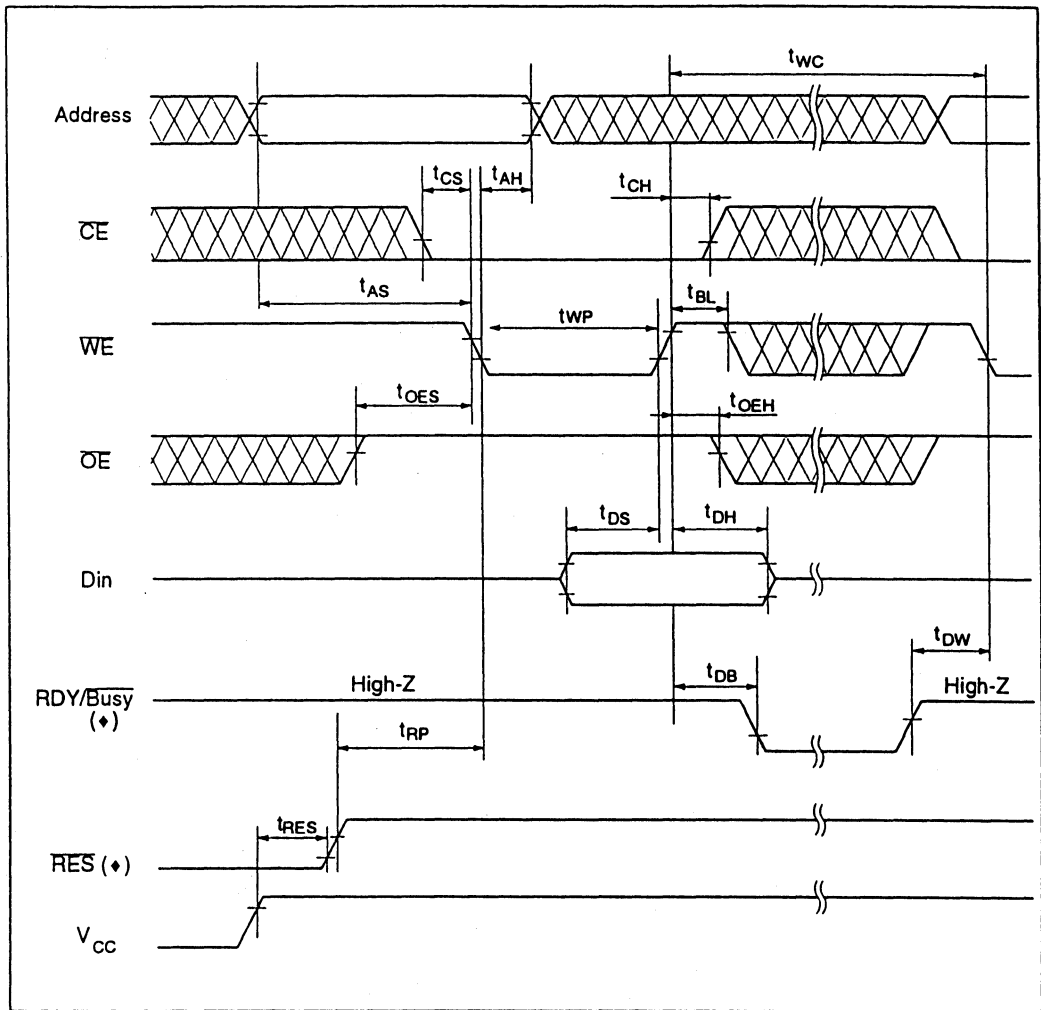 tWC
Address
tCS
tAH
tCH
CE
tAS
tBL
tWP
WE
tOES
tOEH
OE
tDS
tDH
Din
tDW
High-Z
tDB
High-Z
RDY/Busy
(♦)
tRP
tRES
RES (♦)
VCC